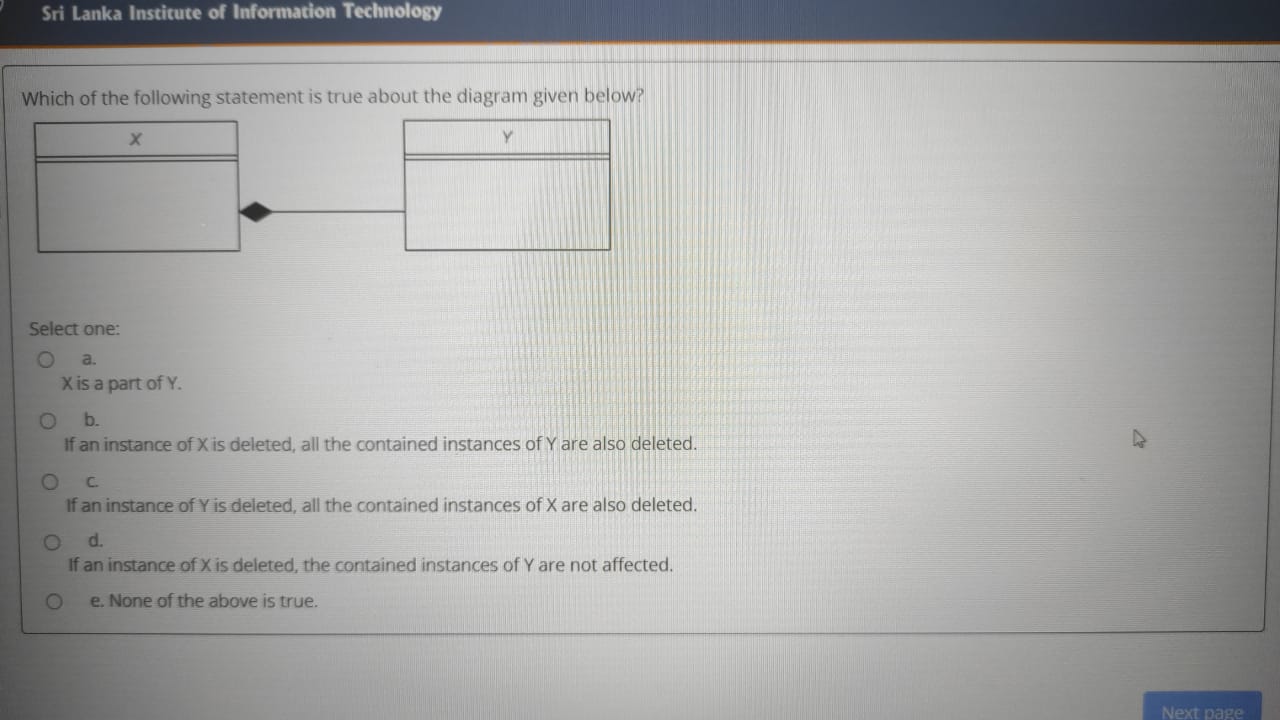 Sri Lanka Institute of Information Technology
Which of the following statement is true about the diagram given below?
X
Y
Select one:
a.
X is a part of Y.
b.
If an instance of X is deleted, all the contained instances of Y are also deleted.
c.
If an instance of Y is deleted, all the contained instances of X are also deleted.
d.
If an instance of X is deleted, the contained instances of Y are not affected.
e. None of the above is true.
Next page